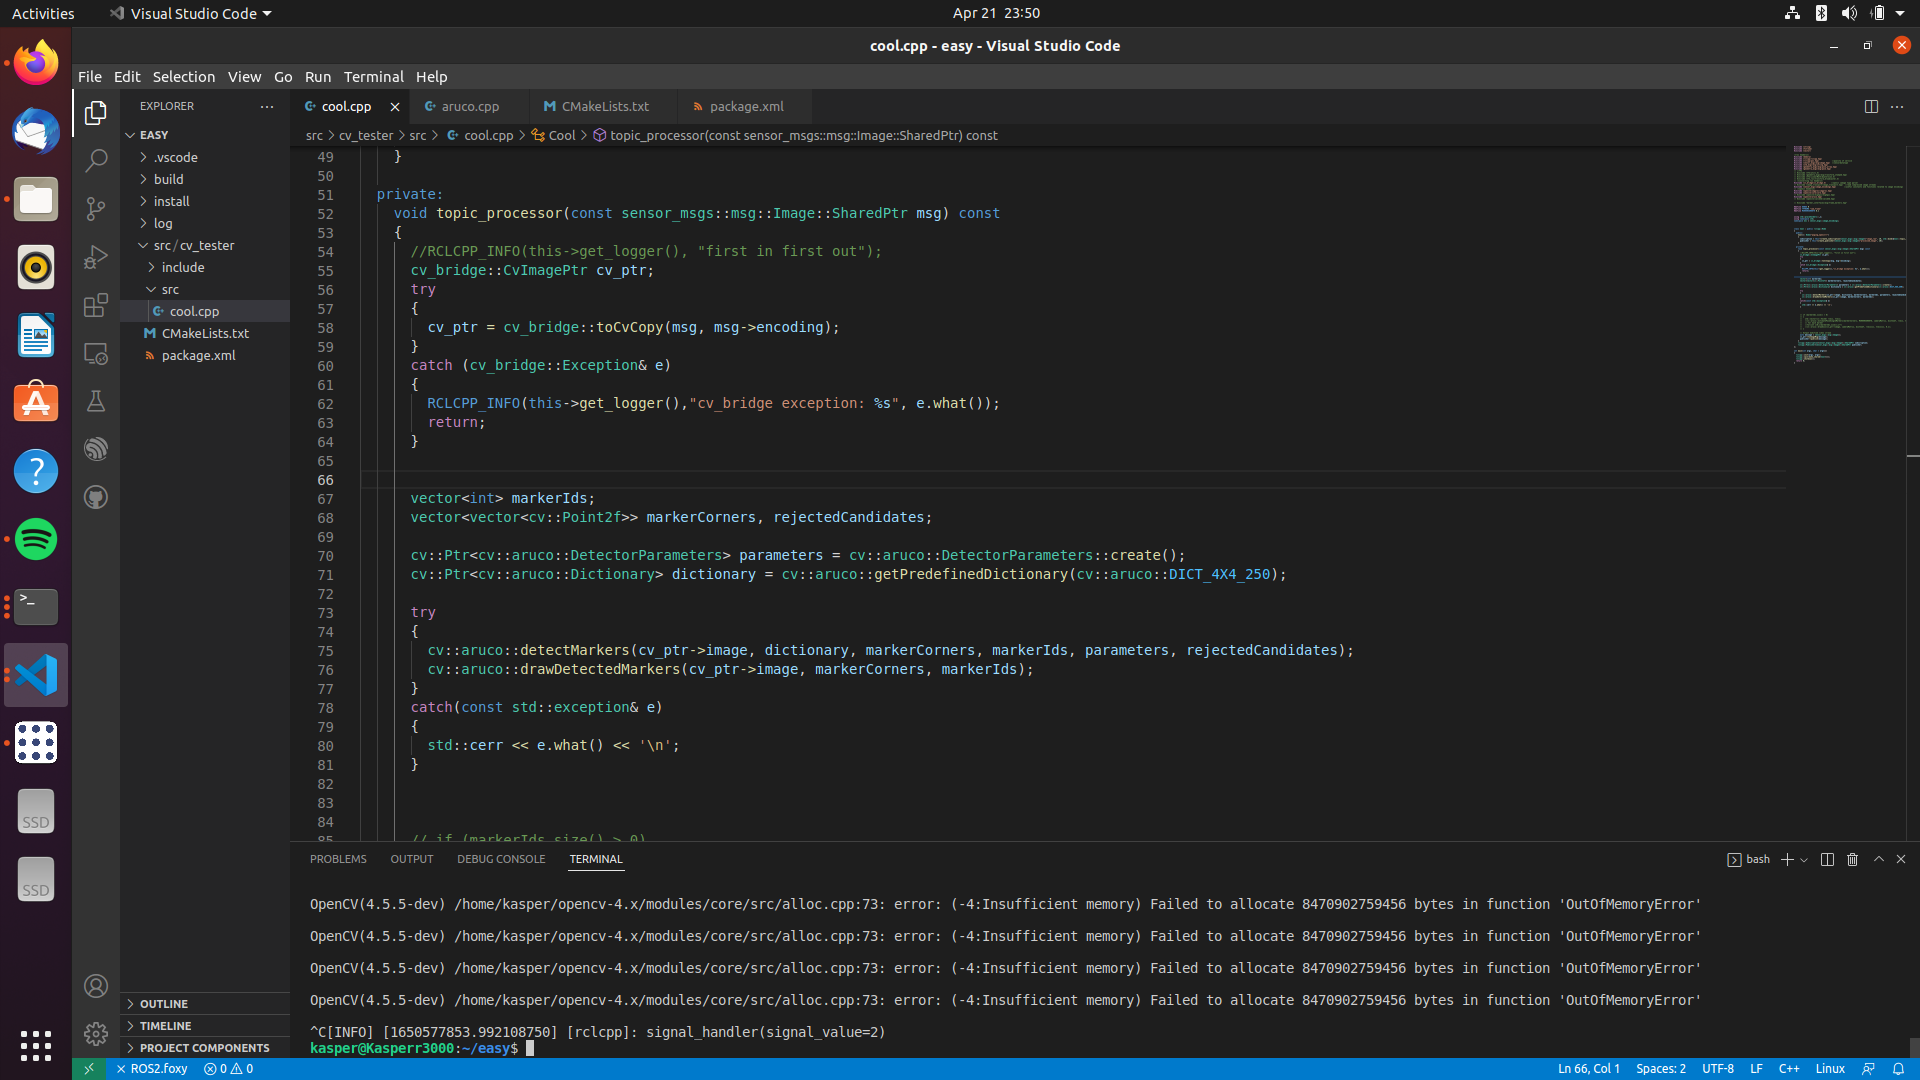 Activities
Visual Studio Code
Apr 21 23:50
cool.cpp - easy - Visual Studio Code
File Edit Selection View Go Run Terminal Help
EXPLORER
cool.cpp
aruco.cpp
CMakeLists.txt
package.xml
EASY
.vscode
build
install
log
src/cv_tester
include
src
cool.cpp
CMakeLists.txt
package.xml
OUTLINE
TIMELINE
PROJECT COMPONENTS
src > cv_tester > src > cool.cpp > Cool > topic_processor(const sensor_msgs::msg::Image::SharedPtr) const
49 }
50
51 private:
52 void topic_processor(const sensor_msgs::msg::Image::SharedPtr msg) const
53 {
54 //RCLCPP_INFO(this->get_logger(), "first in first out");
55 cv_bridge::CvImagePtr cv_ptr;
56 try
57 {
58 cv_ptr = cv_bridge::toCvCopy(msg, msg->encoding);
59 }
60 catch (cv_bridge::Exception& e)
61 {
62 RCLCPP_INFO(this->get_logger(),"cv_bridge exception: %s", e.what());
63 return;
64 }
65
66
67 vector<int> markerIds;
68 vector<vector<cv::Point2f>> markerCorners, rejectedCandidates;
69
70 cv::Ptr<cv::aruco::DetectorParameters> parameters = cv::aruco::DetectorParameters::create();
71 cv::Ptr<cv::aruco::Dictionary> dictionary = cv::aruco::getPredefinedDictionary(cv::aruco::DICT_4X4_250);
72
73 try
74 {
75 cv::aruco::detectMarkers(cv_ptr->image, dictionary, markerCorners, markerIds, parameters, rejectedCandidates);
76 cv::aruco::drawDetectedMarkers(cv_ptr->image, markerCorners, markerIds);
77 }
78 catch(const std::exception& e)
79 {
80 std::cerr << e.what() << '\n';
81 }
82
83
84
85 // if (markerIds.size() > 0)
PROBLEMS OUTPUT DEBUG CONSOLE TERMINAL
bash
OpenCV(4.5.5-dev) /home/kasper/opencv-4.x/modules/core/src/alloc.cpp:73: error: (-4:Insufficient memory) Failed to allocate 8470902759456 bytes in function 'OutOfMemoryError'
OpenCV(4.5.5-dev) /home/kasper/opencv-4.x/modules/core/src/alloc.cpp:73: error: (-4:Insufficient memory) Failed to allocate 8470902759456 bytes in function 'OutOfMemoryError'
OpenCV(4.5.5-dev) /home/kasper/opencv-4.x/modules/core/src/alloc.cpp:73: error: (-4:Insufficient memory) Failed to allocate 8470902759456 bytes in function 'OutOfMemoryError'
OpenCV(4.5.5-dev) /home/kasper/opencv-4.x/modules/core/src/alloc.cpp:73: error: (-4:Insufficient memory) Failed to allocate 8470902759456 bytes in function 'OutOfMemoryError'
^C[INFO] [1650577853.992108750] [rclcpp]: signal_handler(signal_value=2)
kasper@Kasperr3000:~/easy$
SSD
SSD
ROS2.foxy
0 0
Ln 66, Col 1
Spaces: 2
UTF-8
LF
C++
Linux